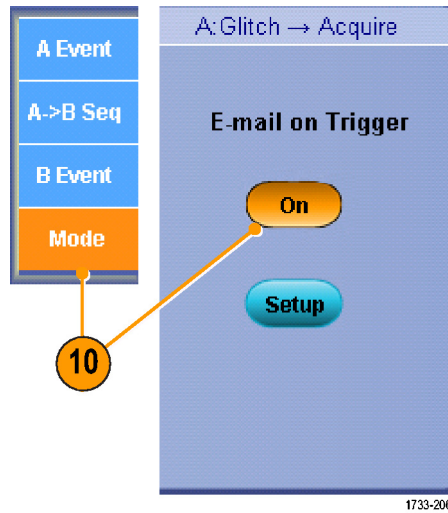 A Event
A->B Seq
B Event
Mode
10
A:Glitch → Acquire
E-mail on Trigger
On
Setup